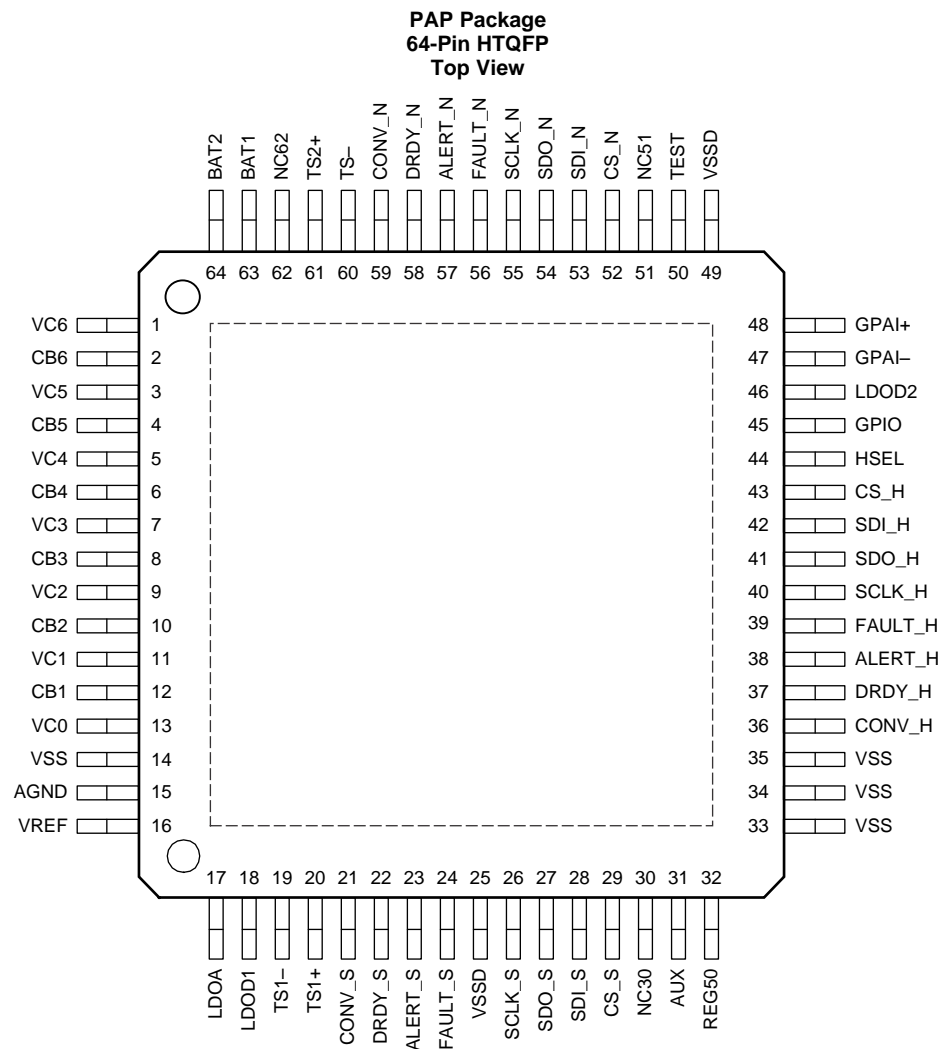 PAP Package
64-Pin HTQFP
Top View
BAT2
BAT1
NC62
TS2+
TS–
CONV_N
DRDY_N
ALERT_N
FAULT_N
SCLK_N
SDO_N
SDI_N
CS_N
NC51
TEST
VSSD
64 63 62 61 60 59 58 57 56 55 54 53 52 51 50 49
VC6 1
CB6 2
VC5 3
CB5 4
VC4 5
CB4 6
VC3 7
CB3 8
VC2 9
CB2 10
VC1 11
CB1 12
VC0 13
VSS 14
AGND 15
VREF 16
48 GPAI+
47 GPAI–
46 LDOD2
45 GPIO
44 HSEL
43 CS_H
42 SDI_H
41 SDO_H
40 SCLK_H
39 FAULT_H
38 ALERT_H
37 DRDY_H
36 CONV_H
35 VSS
34 VSS
33 VSS
17 18 19 20 21 22 23 24 25 26 27 28 29 30 31 32
LDOA
LDOD1
TS1–
TS1+
CONV_S
DRDY_S
ALERT_S
FAULT_S
VSSD
SCLK_S
SDO_S
SDI_S
CS_S
NC30
AUX
REG50